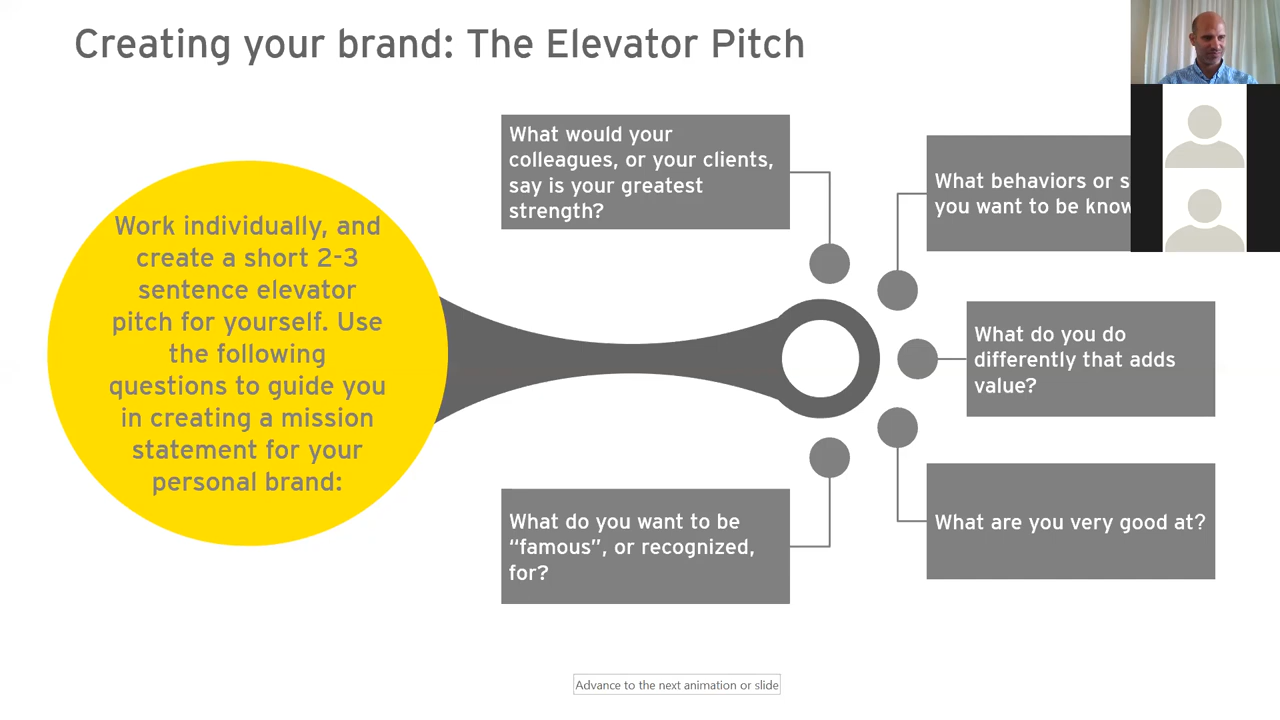 Creating your brand: The Elevator Pitch
Work individually, and
create a short 2-3
sentence elevator
pitch for yourself. Use
the following
questions to guide you
in creating a mission
statement for your
personal brand:
What would your
colleagues, or your clients,
say is your greatest
strength?
What behaviors or
you want to be
What do you do
differently that adds
value?
What are you very good at?
What do you want to be
“famous”, or recognized,
for?
Advance to the next animation or slide